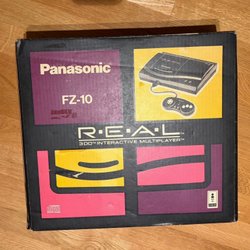 Panasonic
FZ-10
R·E·A·L
3DO™ INTERACTIVE MULTIPLAYER™